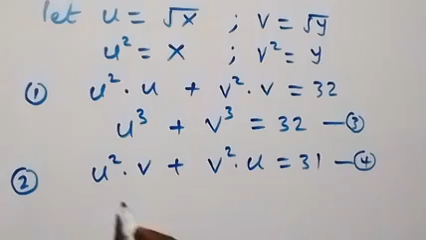 let u = √x ; v = √y
u² = x ; v² = y
① u² · u + v² · v = 32
u³ + v³ = 32 —③
② u² · v + v² · u = 31 —④